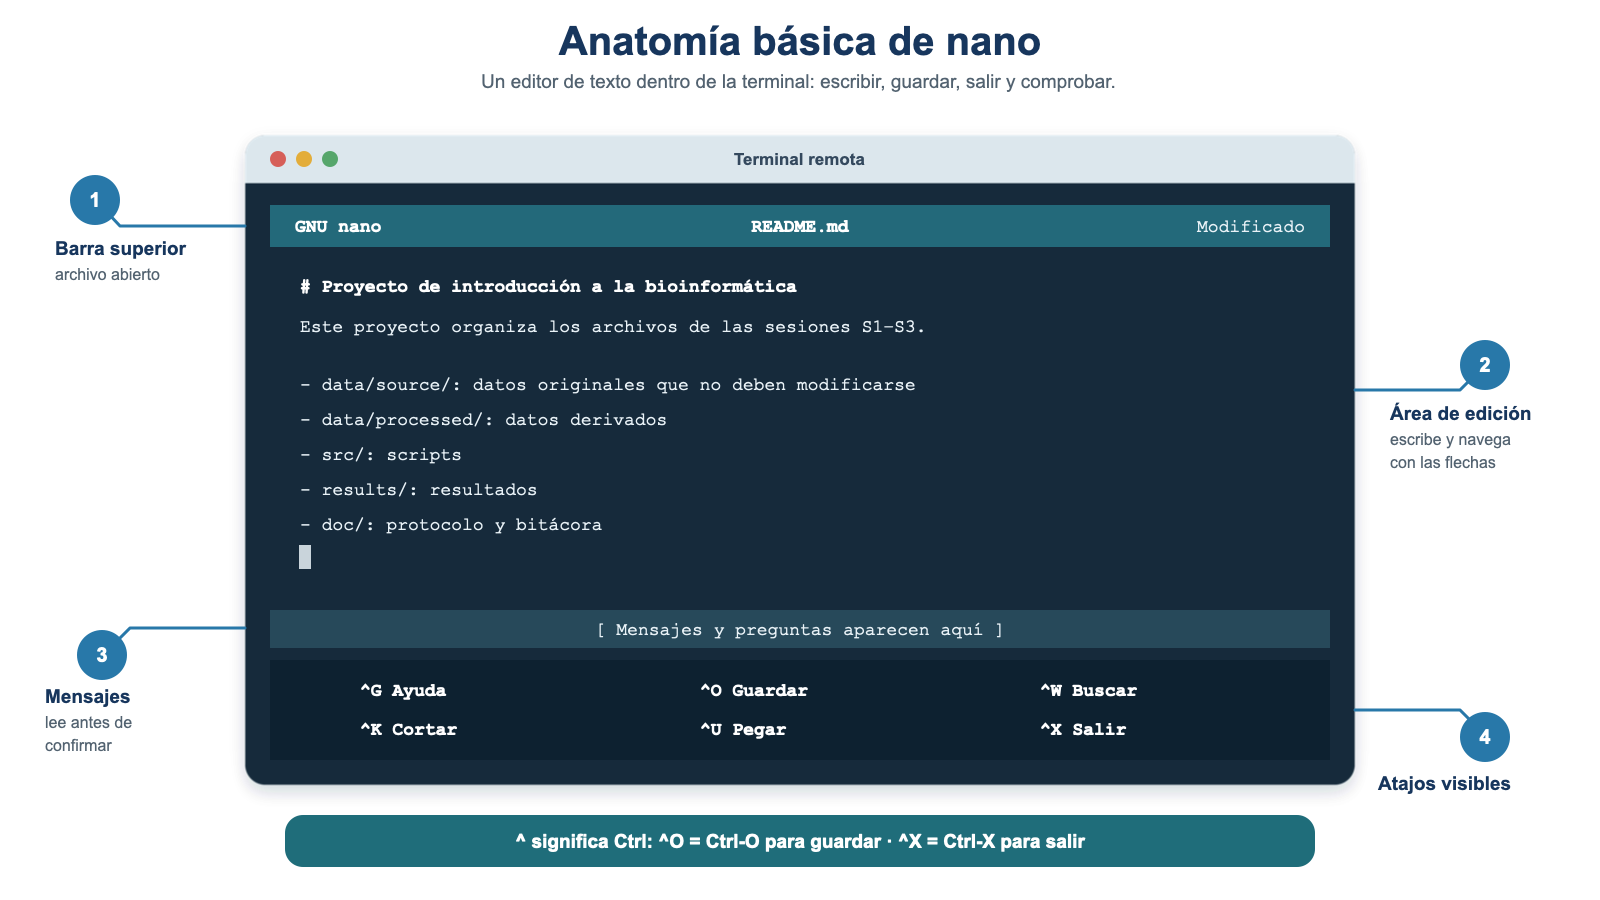 Anatomía básica de nano
Un editor de texto dentro de la terminal: escribir, guardar, salir y comprobar.
Terminal remota
1
Barra superior
archivo abierto
GNU nano README.md Modificado
# Proyecto de introducción a la bioinformática
Este proyecto organiza los archivos de las sesiones S1–S3.
- data/source/: datos originales que no deben modificarse
- data/processed/: datos derivados
- src/: scripts
- results/: resultados
- doc/: protocolo y bitácora
2
Área de edición
escribe y navega
con las flechas
[ Mensajes y preguntas aparecen aquí ]
3
Mensajes
lee antes de
confirmar
^G Ayuda ^O Guardar ^W Buscar
^K Cortar ^U Pegar ^X Salir
4
Atajos visibles
^ significa Ctrl: ^O = Ctrl-O para guardar · ^X = Ctrl-X para salir